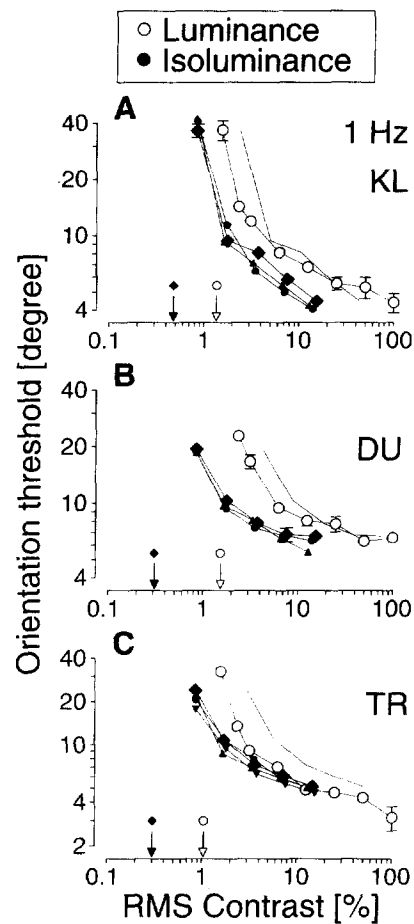 ○ Luminance
● Isoluminance
A
1 Hz
KL
40
20
10
4
0.1
1
10
100
B
DU
40
20
10
4
0.1
1
10
100
C
TR
40
20
10
4
2
0.1
1
10
100
Orientation threshold [degree]
RMS Contrast [%]